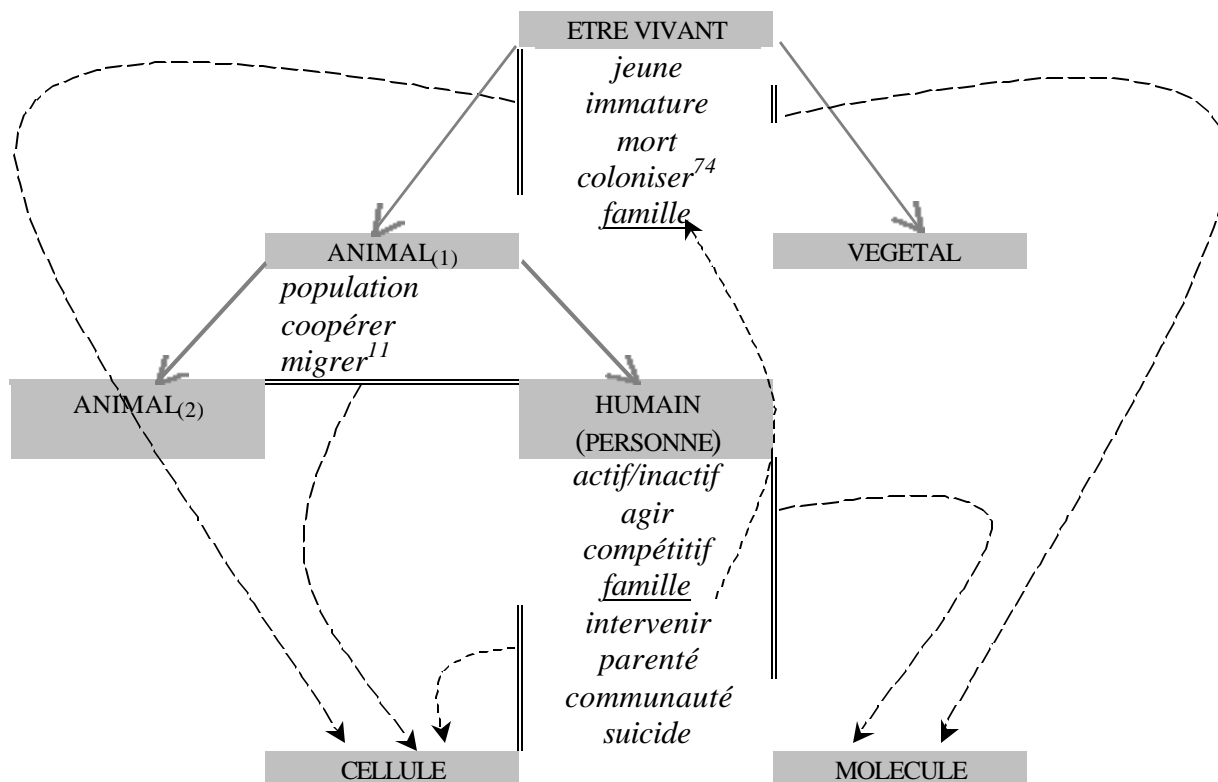 ETRE VIVANT
jeune
immature
mort
coloniser74
famille
ANIMAL(1)
VEGETAL
population
coopérer
migrer11
ANIMAL(2)
HUMAIN
(PERSONNE)
actif/inactif
agir
compétitif
famille
intervenir
parenté
communauté
suicide
CELLULE
MOLECULE